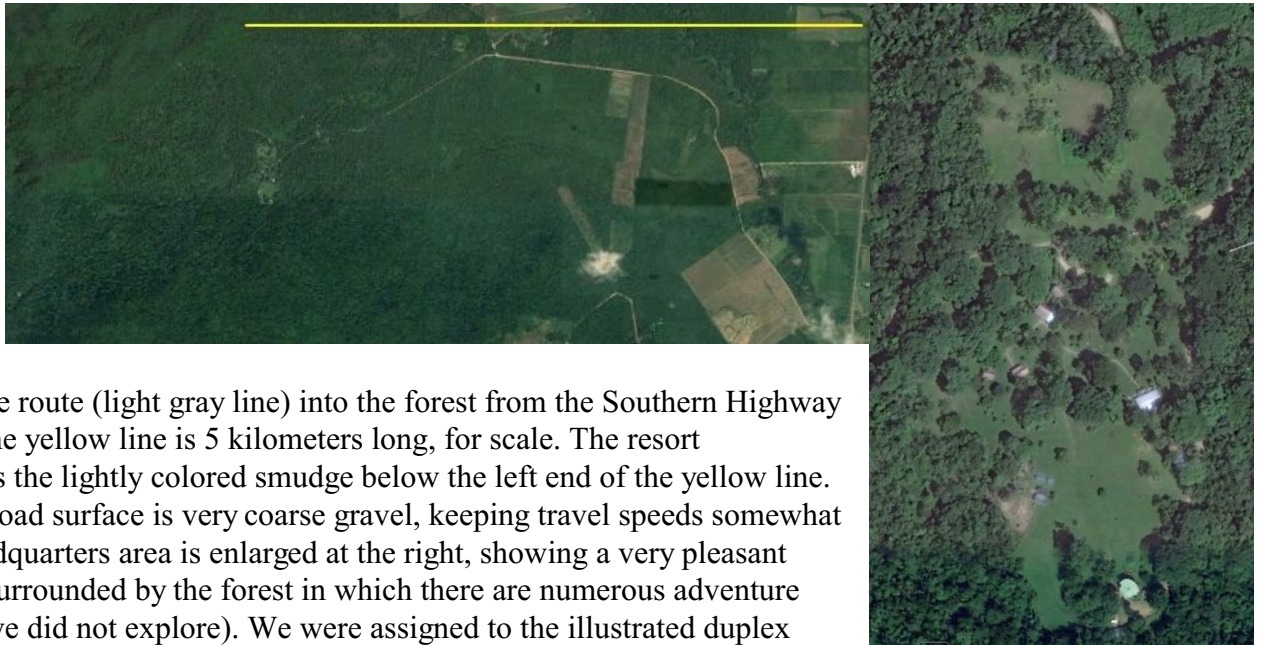 e route (light gray line) into the forest from the Southern Highway
he yellow line is 5 kilometers long, for scale. The resort
s the lightly colored smudge below the left end of the yellow line.
oad surface is very coarse gravel, keeping travel speeds somewhat
dquarters area is enlarged at the right, showing a very pleasant
surrounded by the forest in which there are numerous adventure
ve did not explore). We were assigned to the illustrated duplex